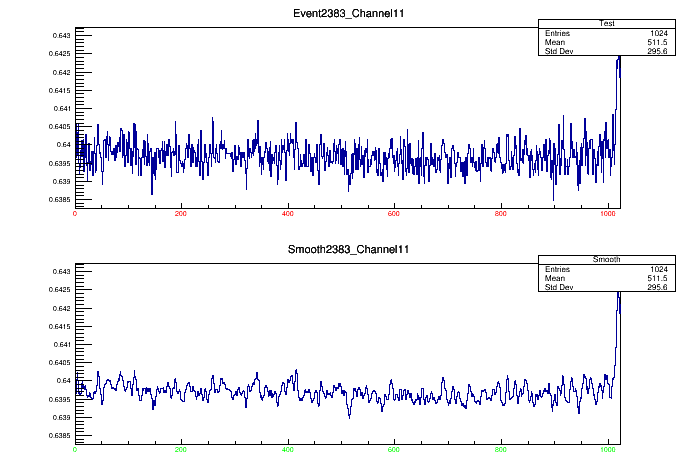 Event2383_Channel11
Test
Entries 1024
Mean 511.5
Std Dev 295.6
0.643
0.6425
0.642
0.6415
0.641
0.6405
0.64
0.6395
0.639
0.6385
0 200 400 600 800 1000
Smooth2383_Channel11
Smooth
Entries 1024
Mean 511.5
Std Dev 295.6
0.643
0.6425
0.642
0.6415
0.641
0.6405
0.64
0.6395
0.639
0.6385
0 200 400 600 800 1000